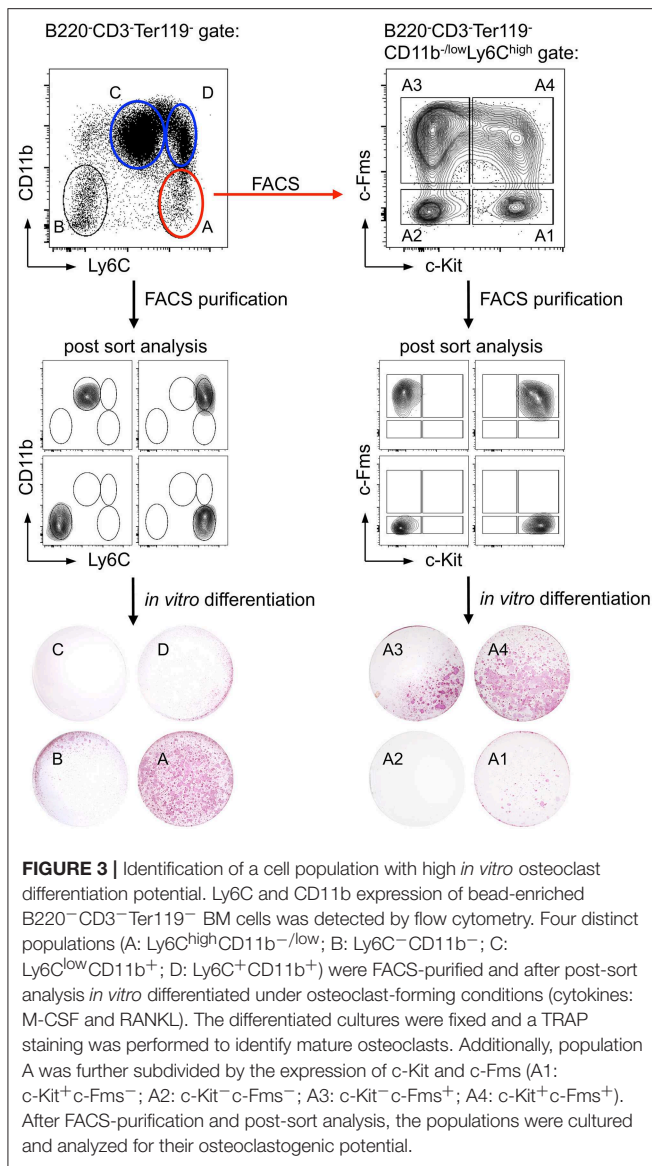 B220-CD3-Ter119- gate:
B220-CD3-Ter119-
CD11b-/lowLy6Chigh gate:
C
D
CD11b
B
A
Ly6C
FACS
A3
A4
c-Fms
A2
A1
c-Kit
FACS purification
FACS purification
post sort analysis
post sort analysis
CD11b
Ly6C
c-Fms
c-Kit
in vitro differentiation
in vitro differentiation
C
D
B
A
A3
A4
A2
A1
FIGURE 3 | Identification of a cell population with high in vitro osteoclast
differentiation potential. Ly6C and CD11b expression of bead-enriched
B220−CD3−Ter119− BM cells was detected by flow cytometry. Four distinct
populations (A: Ly6Chigh CD11b−/low; B: Ly6C−CD11b−; C:
Ly6ClowCD11b+; D: Ly6C+CD11b+) were FACS-purified and after post-sort
analysis in vitro differentiated under osteoclast-forming conditions (cytokines:
M-CSF and RANKL). The differentiated cultures were fixed and a TRAP
staining was performed to identify mature osteoclasts. Additionally, population
A was further subdivided by the expression of c-Kit and c-Fms (A1:
c-Kit+c-Fms−; A2: c-Kit−c-Fms−; A3: c-Kit−c-Fms+; A4: c-Kit+c-Fms+).
After FACS-purification and post-sort analysis, the populations were cultured
and analyzed for their osteoclastogenic potential.